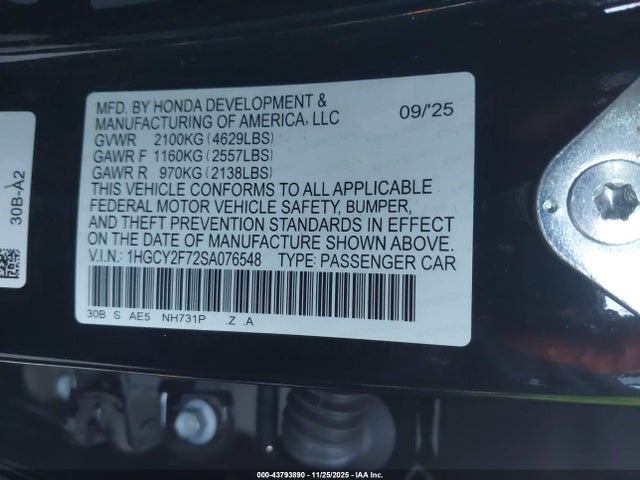 MFD. BY HONDA DEVELOPMENT &
MANUFACTURING OF AMERICA, LLC 09/'25
GVWR 2100KG (4629LBS)
GAWR F 1160KG (2557LBS)
GAWR R 970KG (2138LBS)
THIS VEHICLE CONFORMS TO ALL APPLICABLE
FEDERAL MOTOR VEHICLE SAFETY, BUMPER,
AND THEFT PREVENTION STANDARDS IN EFFECT
ON THE DATE OF MANUFACTURE SHOWN ABOVE.
V.I.N.: 1HGCY2F72SA076548 TYPE: PASSENGER CAR
30B S AE5 NH731P .Z .A
30B-A2
000-43793890 - 11/25/2025 - IAA Inc.